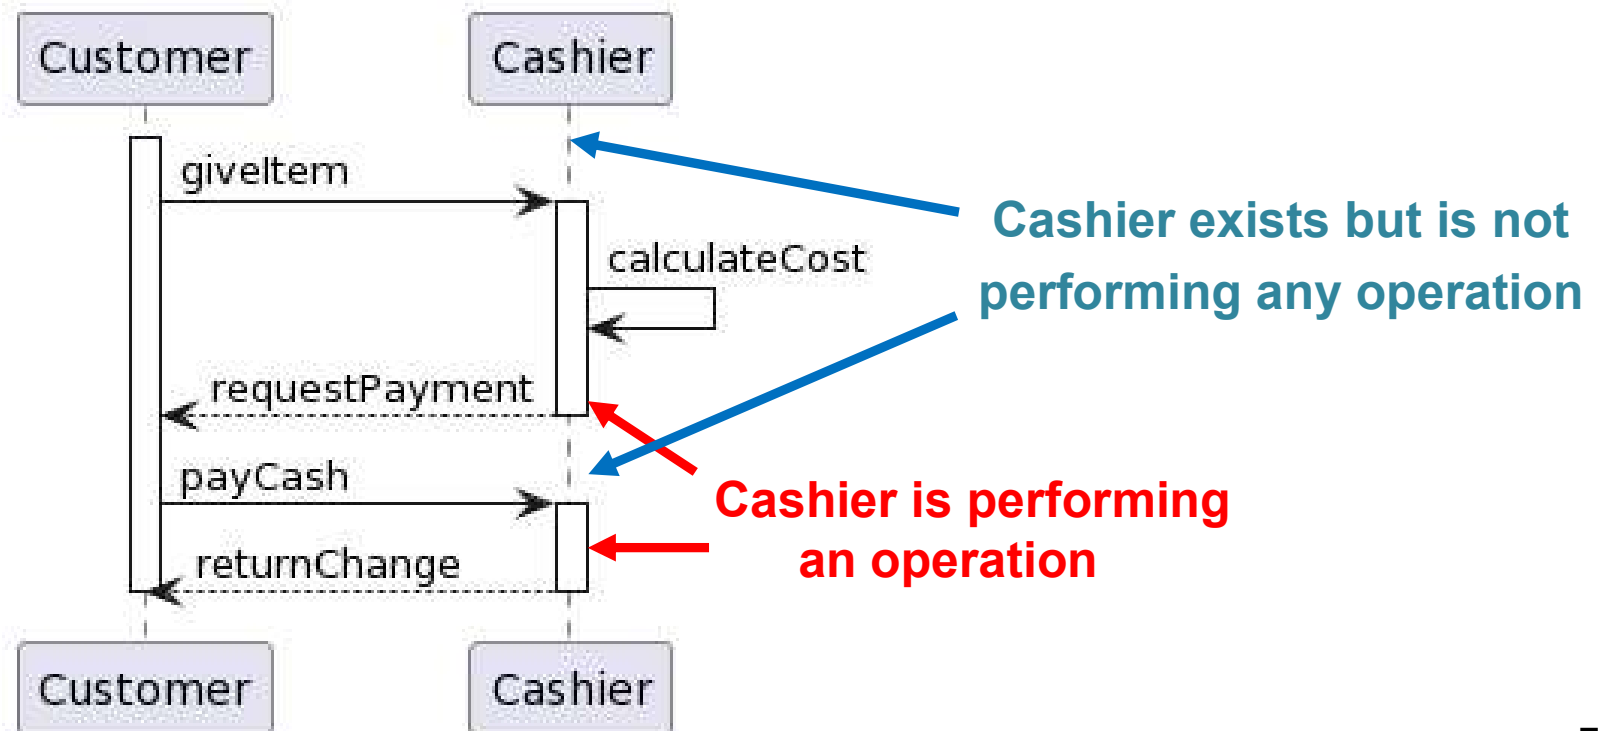 Customer
Cashier
giveItem
calculateCost
requestPayment
payCash
returnChange
Cashier exists but is not
performing any operation
Cashier is performing
an operation
Customer
Cashier